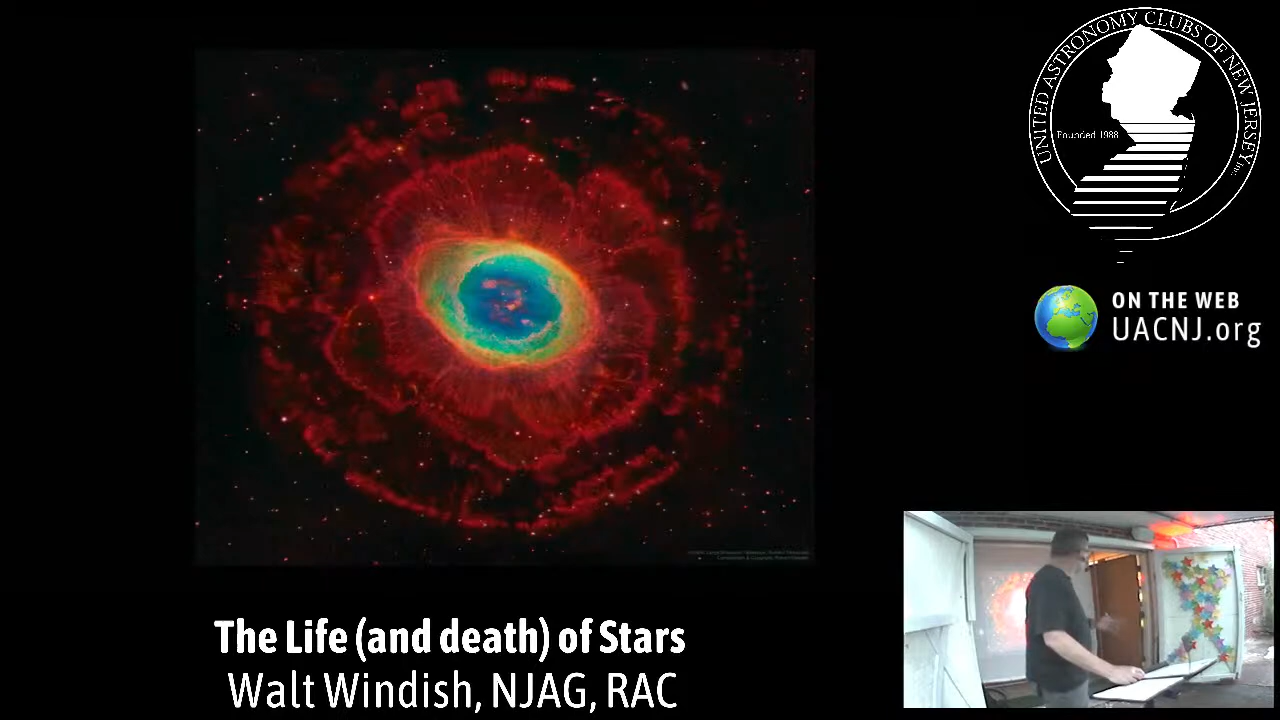 UNITED ASTRONOMY CLUBS OF NEW JERSEY Inc.
Founded 1988
ON THE WEB
UACNJ.org
The Life (and death) of Stars
Walt Windish, NJAG, RAC